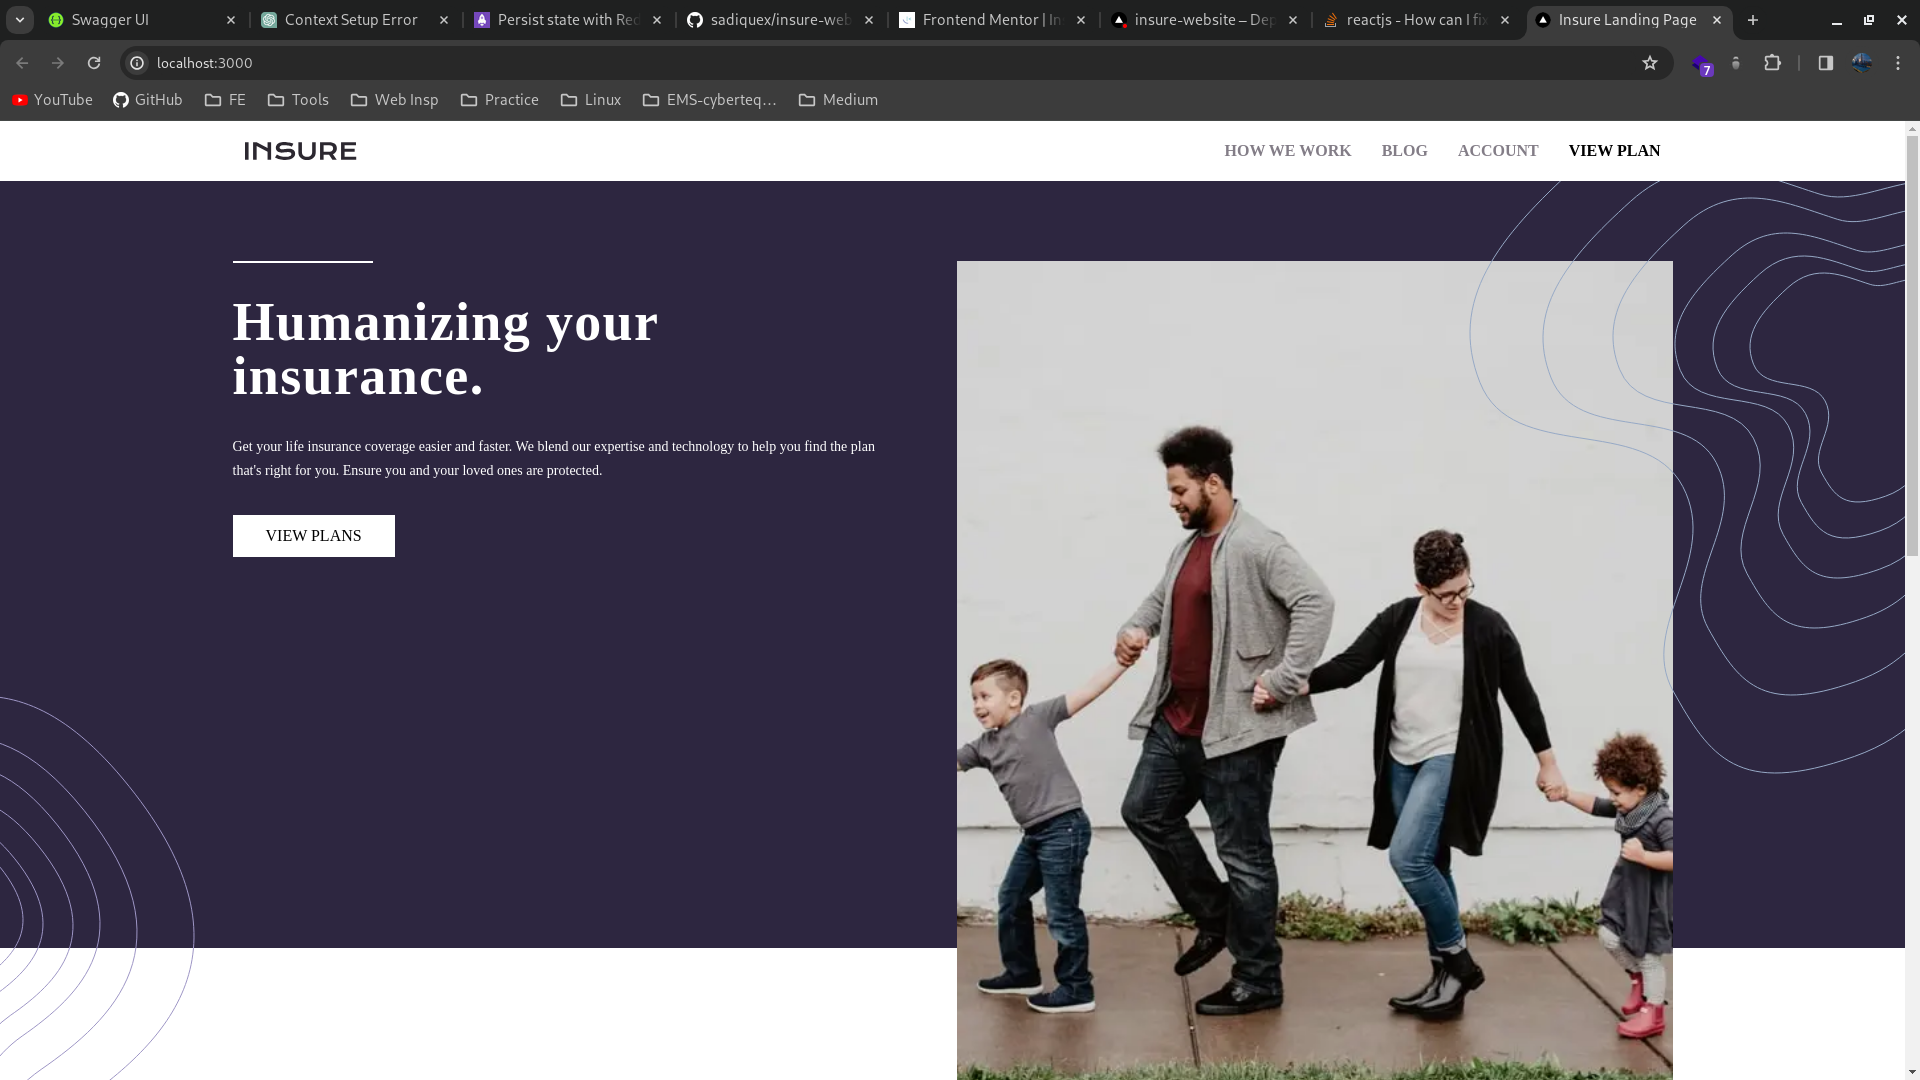 Swagger UI
Context Setup Error
Persist state with Red
sadiquex/insure-web
Frontend Mentor | In
insure-website – Dep
reactjs - How can I fix
Insure Landing Page
localhost:3000
7
YouTube
GitHub
FE
Tools
Web Insp
Practice
Linux
EMS-cyberteq…
Medium
INSURE
HOW WE WORK
BLOG
ACCOUNT
VIEW PLAN
Humanizing your
insurance.
Get your life insurance coverage easier and faster. We blend our expertise and technology to help you find the plan
that's right for you. Ensure you and your loved ones are protected.
VIEW PLANS